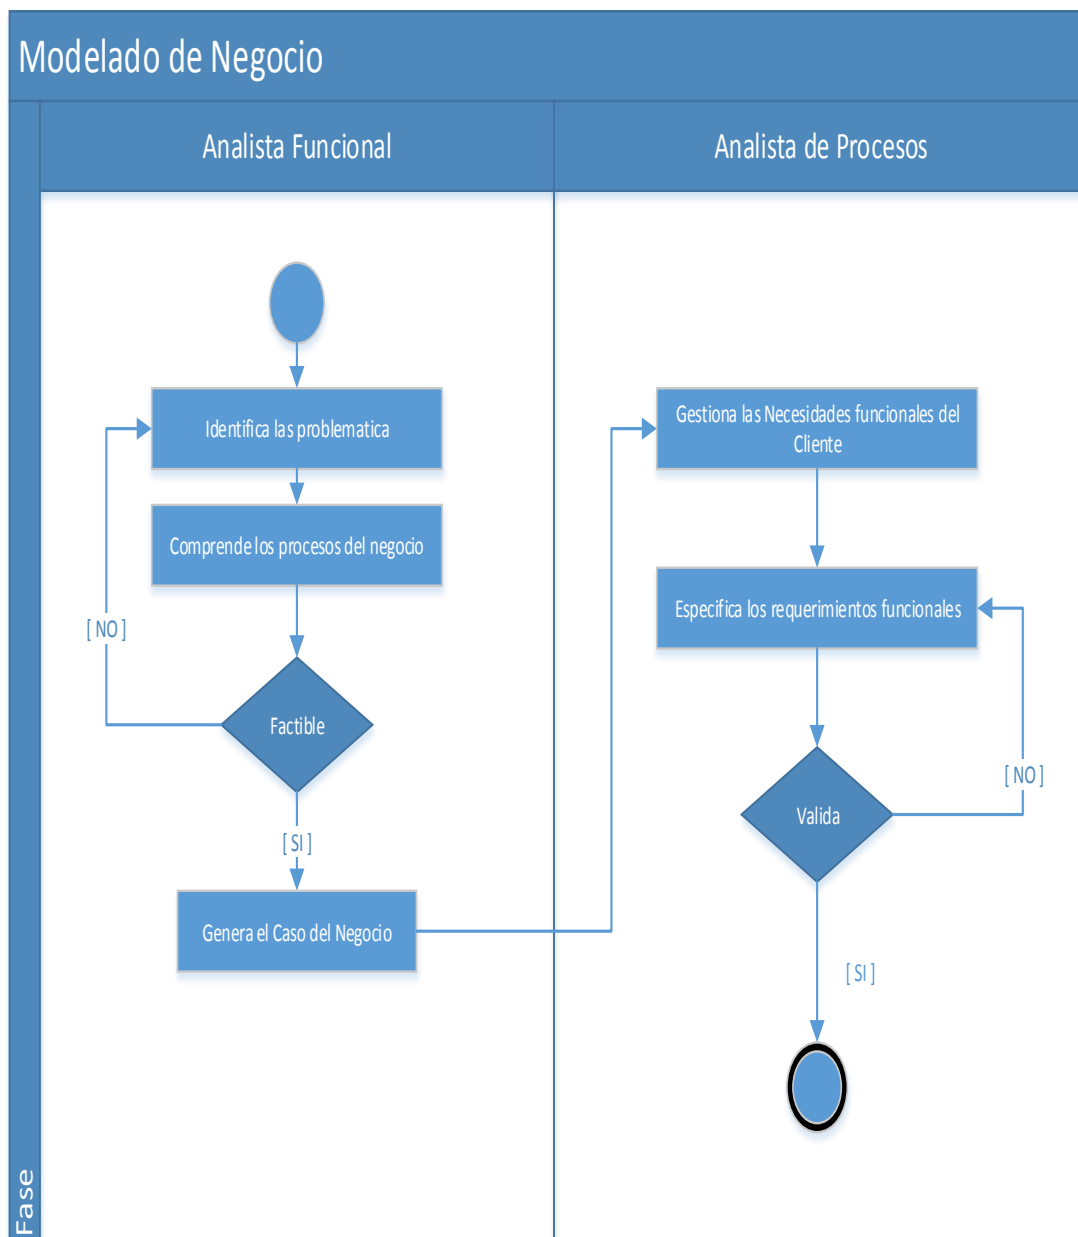 Modelado de Negocio
Analista Funcional
Analista de Procesos
Identifica las problematica
Comprende los procesos del negocio
[ NO ]
Factible
[ SI ]
Genera el Caso del Negocio
Gestiona las Necesidades funcionales del
Cliente
Especifica los requerimientos funcionales
[ NO ]
Valida
[ SI ]
Fase